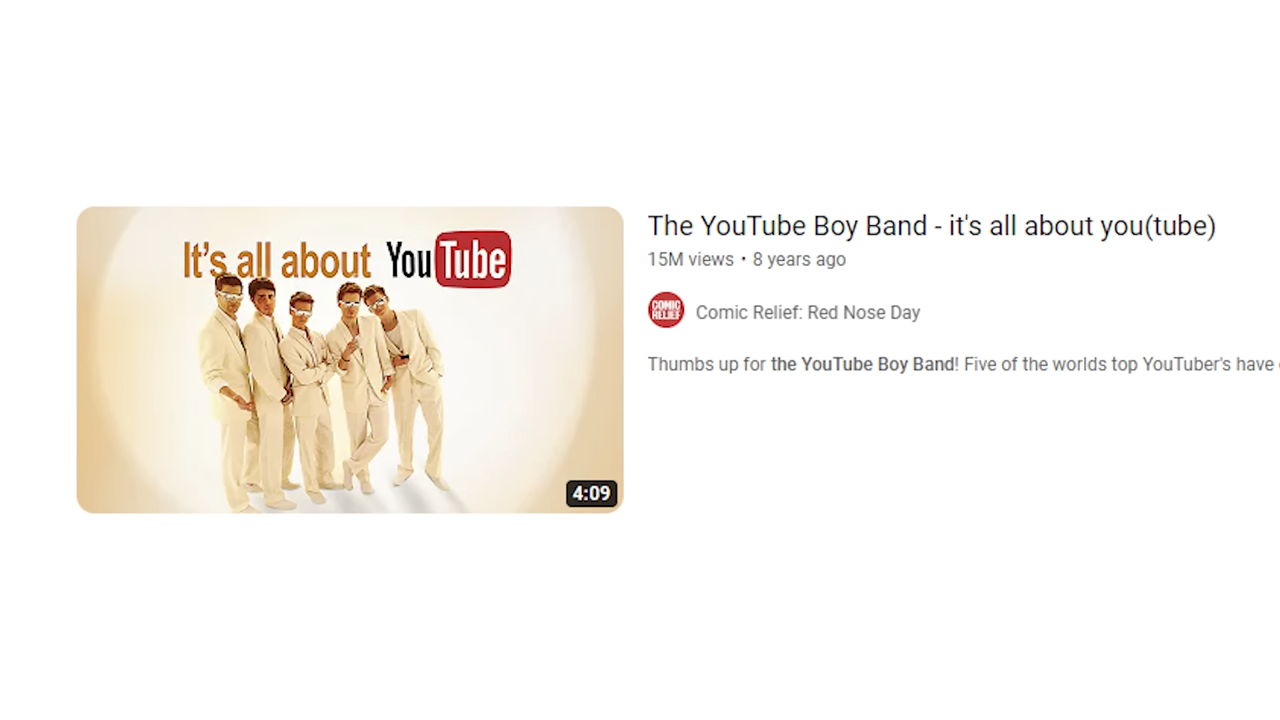 It's all about YouTube
4:09
The YouTube Boy Band - it's all about you(tube)
15M views • 8 years ago
COMIC
RELIEF
Comic Relief: Red Nose Day
Thumbs up for the YouTube Boy Band! Five of the worlds top YouTuber's have